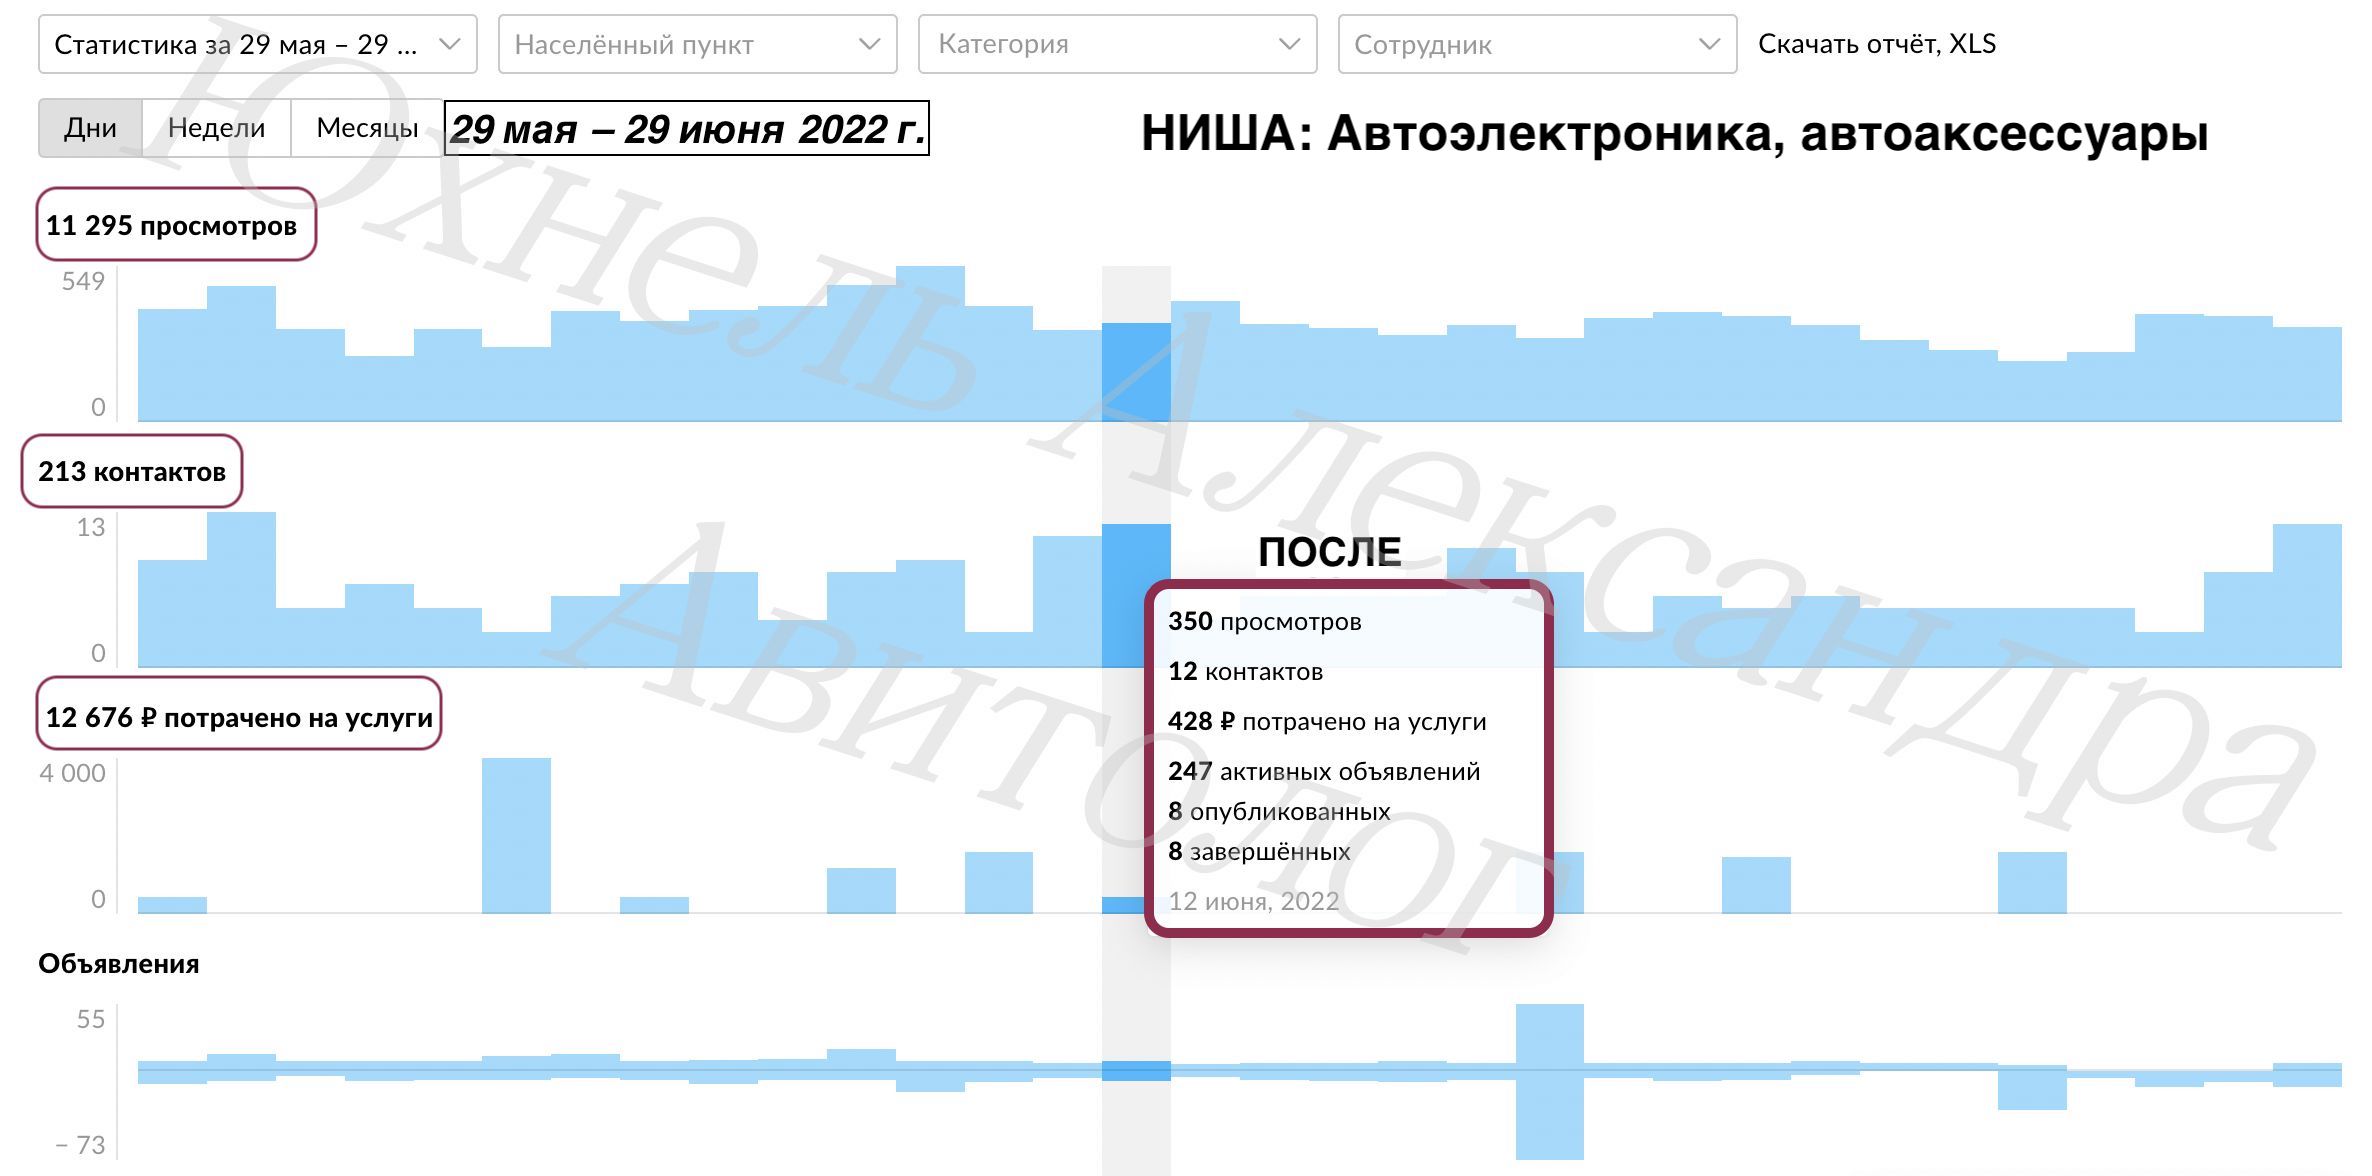 Статистика за 29 мая – 29 ...
Населённый пункт
Категория
Сотрудник
Скачать отчёт, XLS
Дни
Недели
Месяцы
29 мая – 29 июня 2022 г.
НИША: Автоэлектроника, автоаксессуары
11 295 просмотров
549
0
213 контактов
13
0
ПОСЛЕ
350 просмотров
12 контактов
428 ₽ потрачено на услуги
247 активных объявлений
8 опубликованных
8 завершённых
12 июня, 2022
12 676 ₽ потрачено на услуги
4 000
0
Объявления
55
– 73
Юхнель Александра
Авитолог